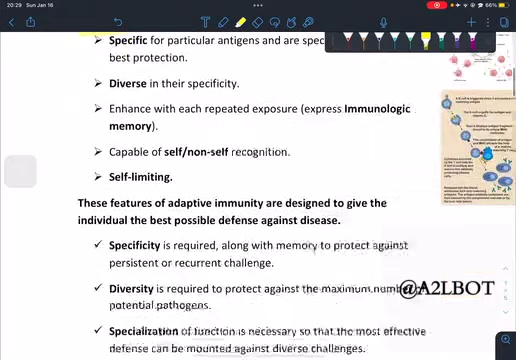 20:29 Sun Jan 16
66%
➢ Specific for particular antigens and are spec
best protection.
➢ Diverse in their specificity.
➢ Enhance with each repeated exposure (express Immunologic
memory).
➢ Capable of self/non-self recognition.
➢ Self-limiting.
These features of adaptive immunity are designed to give the
individual the best possible defense against disease.
✓ Specificity is required, along with memory to protect against
persistent or recurrent challenge.
✓ Diversity is required to protect against the maximum number
potential pathogens.
@A2LBOT
✓ Specialization of function is necessary so that the most effective
defense can be mounted against diverse challenges.